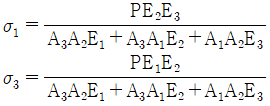 σ₁ = PE₂E₃ / (A₃A₂E₁ + A₃A₁E₂ + A₁A₂E₃)
σ₃ = PE₁E₂ / (A₃A₂E₁ + A₃A₁E₂ + A₁A₂E₃)